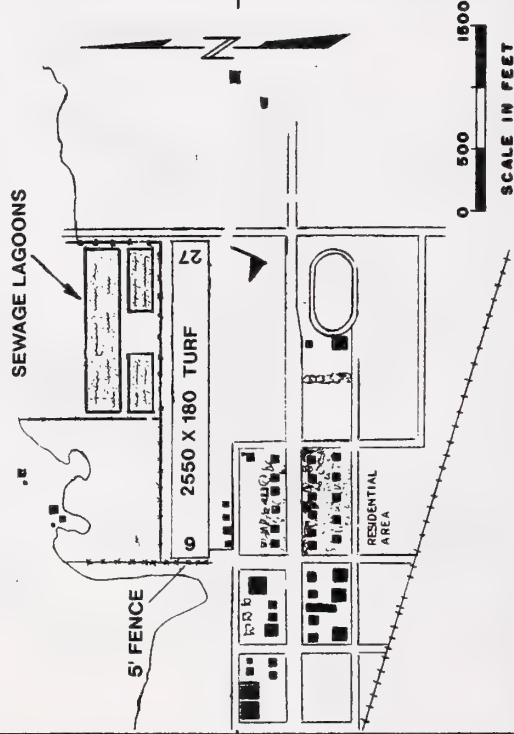 SEWAGE LAGOONS
N
27
2550 X 180 TURF
9
5' FENCE
RESIDENTIAL
AREA
0 500 1500
SCALE IN FEET